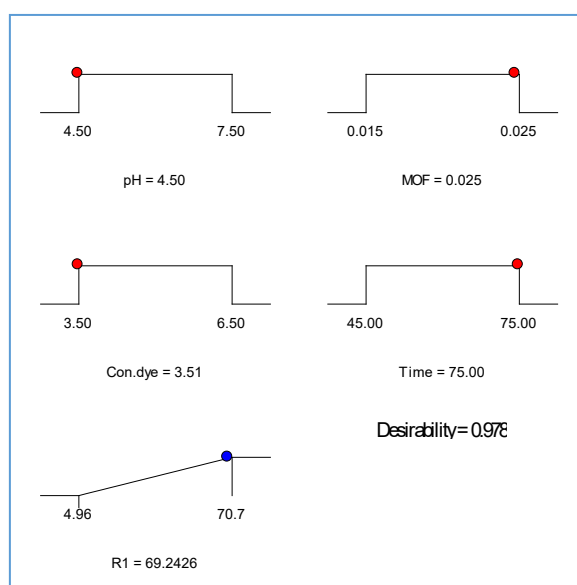 4.50 7.50
pH = 4.50
0.015 0.025
MOF = 0.025
3.50 6.50
Con.dye = 3.51
45.00 75.00
Time = 75.00
Desirability = 0.978
4.96 70.7
R1 = 69.2426